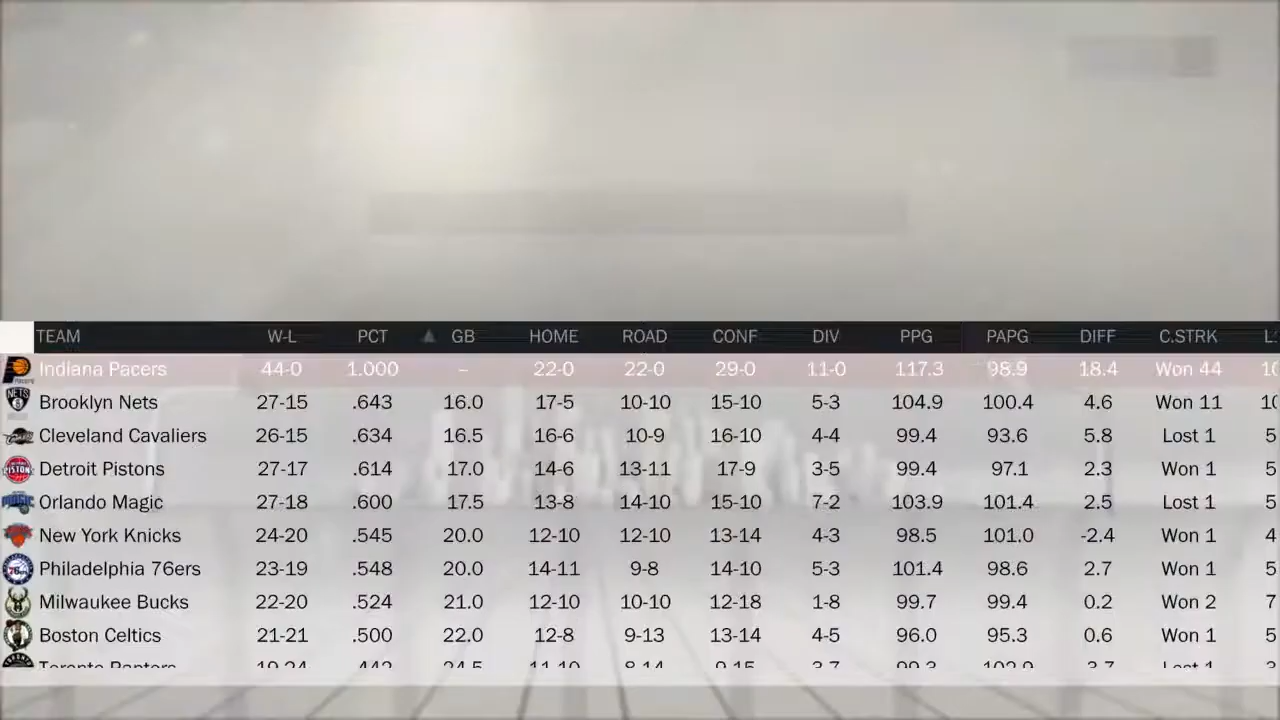 TEAM W-L PCT GB HOME ROAD CONF DIV PPG PAPG DIFF C.STRK
Indiana Pacers 44-0 1.000 – 22-0 22-0 29-0 11-0 117.3 98.9 18.4 Won 44
Brooklyn Nets 27-15 .643 16.0 17-5 10-10 15-10 5-3 104.9 100.4 4.6 Won 11
Cleveland Cavaliers 26-15 .634 16.5 16-6 10-9 16-10 4-4 99.4 93.6 5.8 Lost 1
Detroit Pistons 27-17 .614 17.0 14-6 13-11 17-9 3-5 99.4 97.1 2.3 Won 1
Orlando Magic 27-18 .600 17.5 13-8 14-10 15-10 7-2 103.9 101.4 2.5 Lost 1
New York Knicks 24-20 .545 20.0 12-10 12-10 13-14 4-3 98.5 101.0 -2.4 Won 1
Philadelphia 76ers 23-19 .548 20.0 14-11 9-8 14-10 5-3 101.4 98.6 2.7 Won 1
Milwaukee Bucks 22-20 .524 21.0 12-10 10-10 12-18 1-8 99.7 99.4 0.2 Won 2
Boston Celtics 21-21 .500 22.0 12-8 9-13 13-14 4-5 96.0 95.3 0.6 Won 1
Toronto Raptors